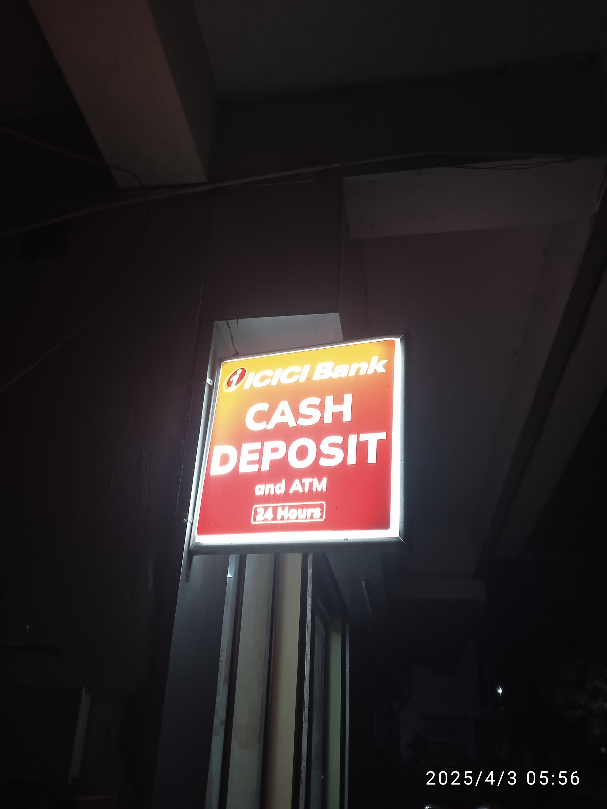 ICICI Bank
CASH
DEPOSIT
and ATM
24 Hours
2025/4/3 05:56